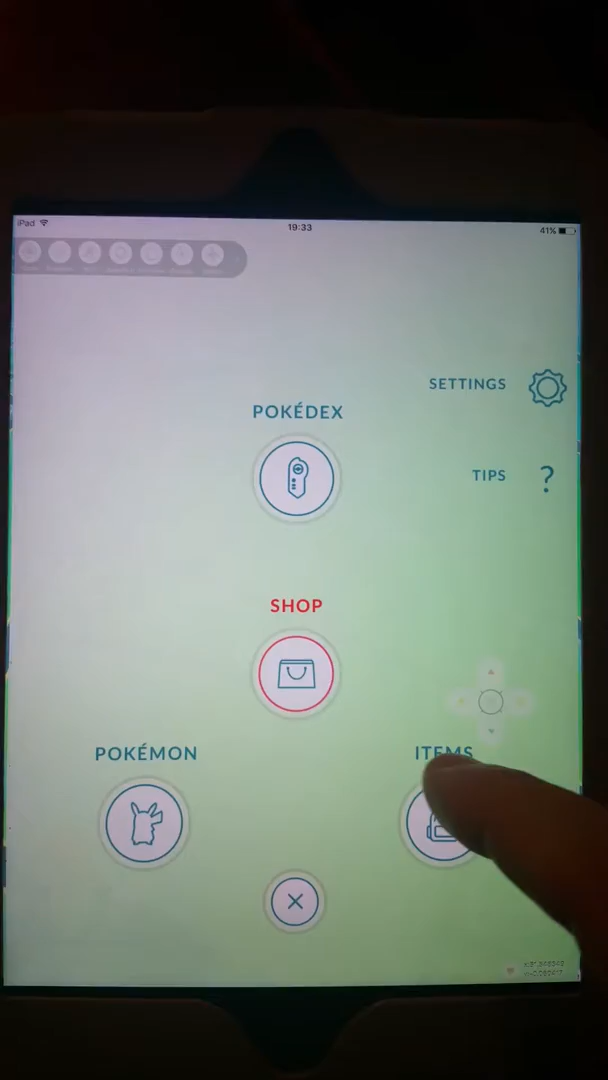 iPad
19:33
41%
SETTINGS
POKÉDEX
TIPS
?
SHOP
POKÉMON
ITEMS